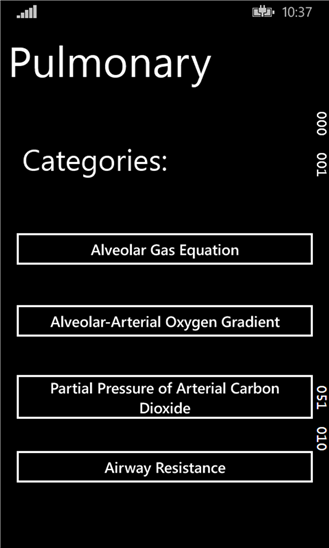 10:37
Pulmonary
000
001
Categories:
Alveolar Gas Equation
Alveolar-Arterial Oxygen Gradient
Partial Pressure of Arterial Carbon
Dioxide
051
010
Airway Resistance